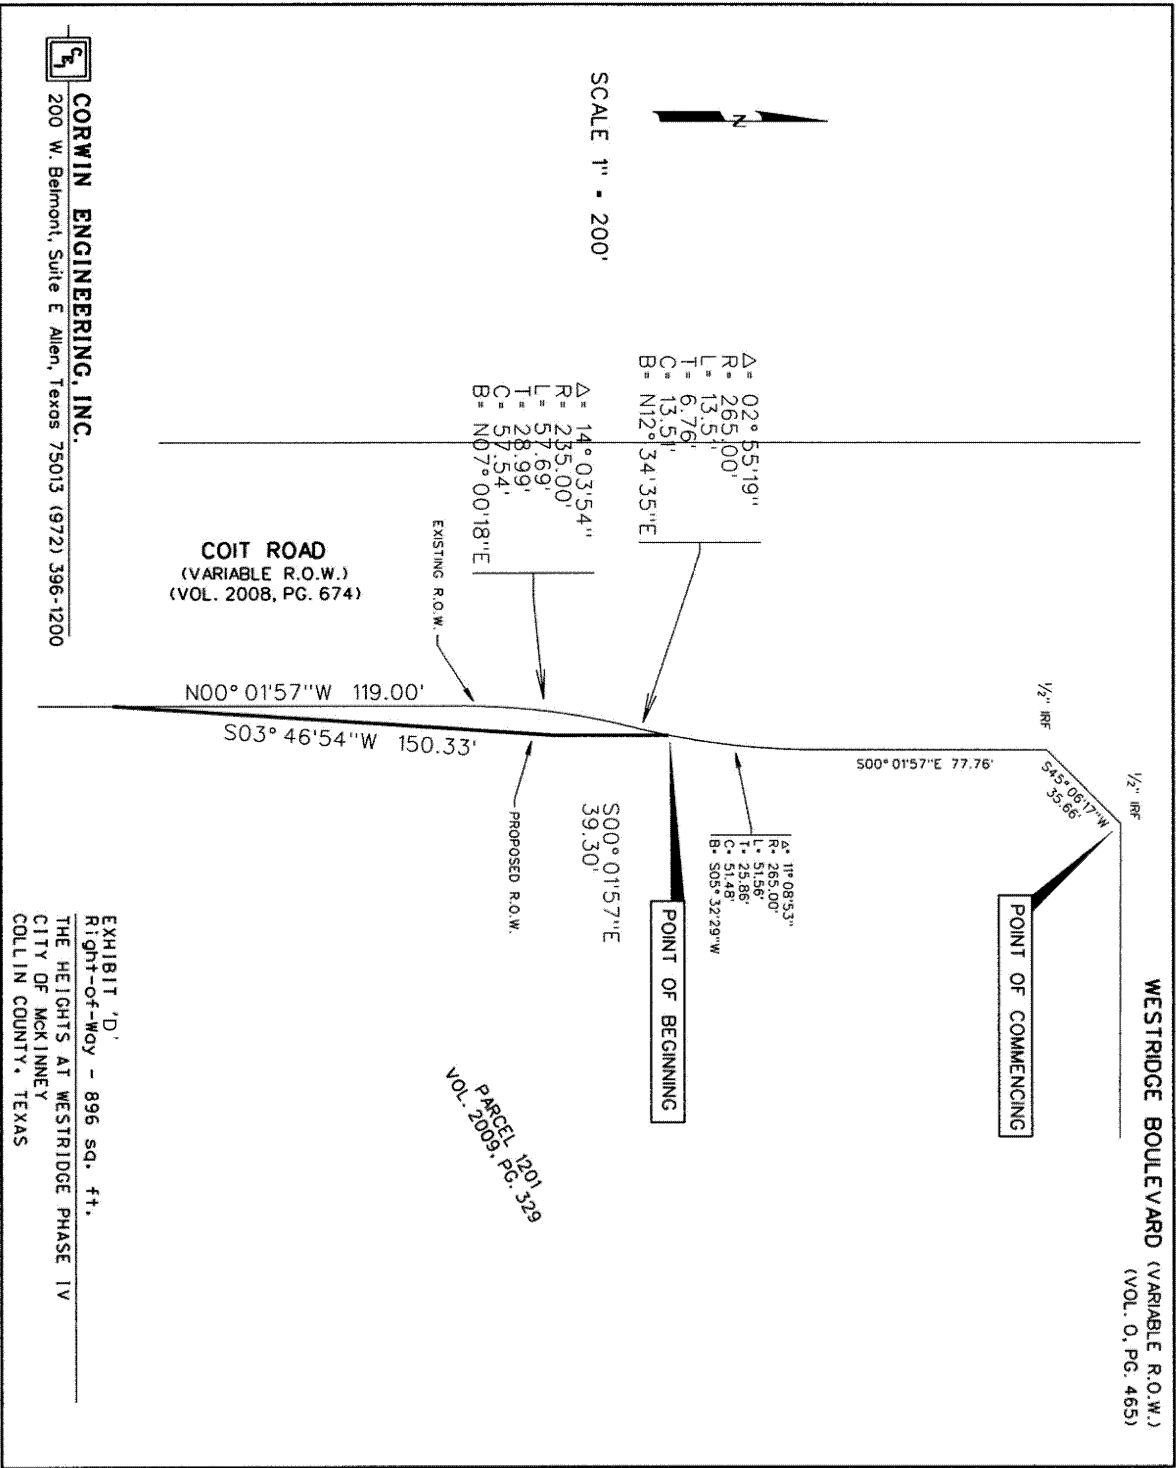 WESTRIDGE BOULEVARD (VARIABLE R.O.W.)
(VOL. O, PG. 465)
1/2" IRF
1/2" IRF
S45° 06'17"W
35.66'
POINT OF COMMENCING
S00° 01'57"E 77.76'
Δ= 11° 08'53"
R= 265.00'
L= 51.56'
T= 25.86'
C= 51.48'
B= S05° 32'29"W
POINT OF BEGINNING
S00° 01'57"E
39.30'
PROPOSED R.O.W.
PARCEL 1201
VOL. 2009, PG. 329
N
SCALE 1" = 200'
Δ= 02° 55'19"
R= 265.00'
L= 13.51'
T= 6.76'
C= 13.51'
B= N12° 34'35"E
Δ= 14° 03'54"
R= 235.00'
L= 57.69'
T= 28.99'
C= 57.54'
B= N07° 00'18"E
EXISTING R.O.W.
COIT ROAD
(VARIABLE R.O.W.)
(VOL. 2008, PG. 674)
N00° 01'57"W 119.00'
S03° 46'54"W 150.33'
EXHIBIT 'D'
Right-of-Way - 896 sq. ft.
THE HEIGHTS AT WESTRIDGE PHASE IV
CITY OF McKINNEY
COLLIN COUNTY, TEXAS
CEI
CORWIN ENGINEERING, INC.
200 W. Belmont, Suite E Allen, Texas 75013 (972) 396-1200